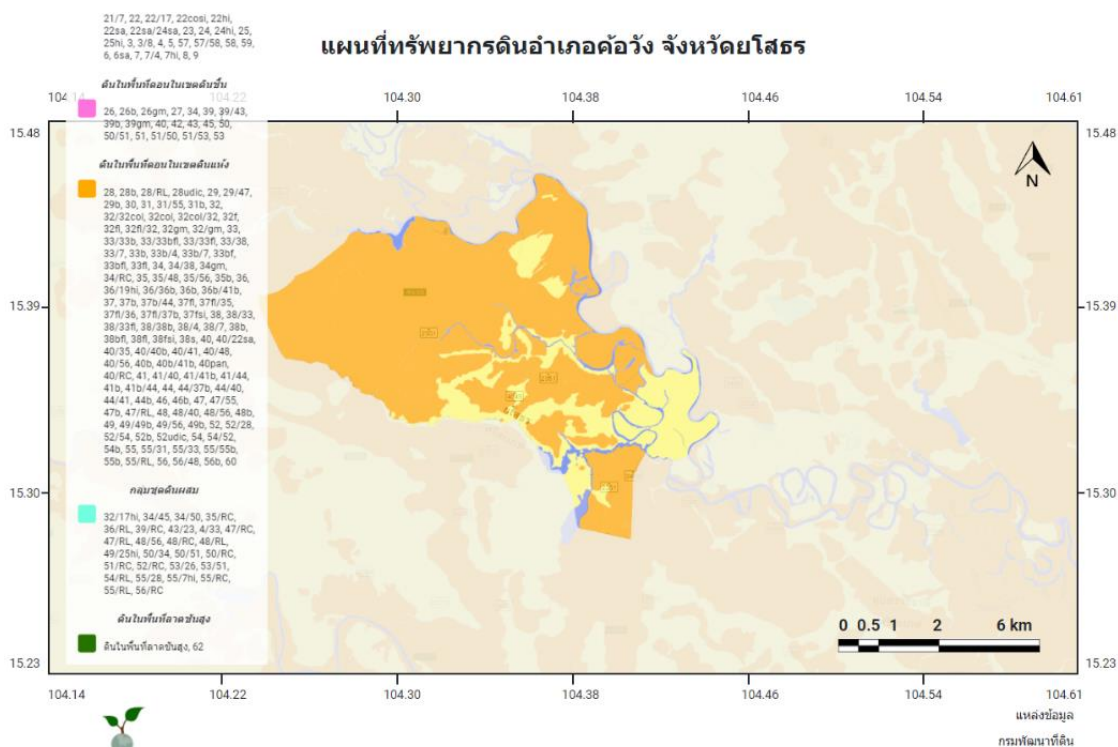 21/7, 22, 22/17, 22cosi, 22hi,
22sa, 22sa/24sa, 23, 24, 24hi, 25,
25hi, 3, 3/8, 4, 5, 57, 57/58, 58, 59,
6, 6sa, 7, 7/4, 7hi, 8, 9
แผนที่ทรัพยากรดินอำเภอค้อวัง จังหวัดยโสธร
ดินในพื้นที่ดอนในเขตดินชื้น
26, 26b, 26gm, 27, 34, 39, 39/43,
39b, 39gm, 40, 42, 43, 45, 50,
50/51, 51, 51/50, 51/53, 53
ดินในพื้นที่ดอนในเขตดินแห้ง
28, 28b, 28/RL, 28udic, 29, 29/47,
29b, 30, 31, 31/55, 31b, 32,
32/32col, 32col, 32col/32, 32f,
32fl, 32fl/32, 32gm, 32/gm, 33,
33/33b, 33/33bfl, 33/33fl, 33/38,
33/7, 33b, 33b/4, 33b/7, 33bf,
33bfl, 33fl, 34, 34/38, 34gm,
34/RC, 35, 35/48, 35/56, 35b, 36,
36/19hi, 36/36b, 36b, 36b/41b,
37, 37b, 37b/44, 37fl, 37fl/35,
37fl/36, 37fl/37b, 37fsi, 38, 38/33,
38/33fl, 38/38b, 38/4, 38/7, 38b,
38bfl, 38fl, 38fsi, 38s, 40, 40/22sa,
40/35, 40/40b, 40/41, 40/48,
40/56, 40b, 40b/41b, 40pan,
40/RC, 41, 41/40, 41/41b, 41/44,
41b, 41b/44, 44, 44/37b, 44/40,
44/41, 44b, 46, 46b, 47, 47/55,
47b, 47/RL, 48, 48/40, 48/56, 48b,
49, 49/49b, 49/56, 49b, 52, 52/28,
52/54, 52b, 52udic, 54, 54/52,
54b, 55, 55/31, 55/33, 55/55b,
55b, 55/RL, 56, 56/48, 56b, 60
กลุ่มชุดดินผสม
32/17hi, 34/45, 34/50, 35/RC,
36/RL, 39/RC, 43/23, 4/33, 47/RC,
47/RL, 48/56, 48/RC, 48/RL,
49/25hi, 50/34, 50/51, 50/RC,
51/RC, 52/RC, 53/26, 53/51,
54/RL, 55/28, 55/7hi, 55/RC,
55/RL, 56/RC
ดินในพื้นที่ลาดชันสูง
ดินในพื้นที่ลาดชันสูง, 62
104.14 104.22 104.30 104.38 104.46 104.54 104.61
15.48 15.48
N
15.39 15.39
15.30 15.30
0 0.5 1 2 6 km
15.23 15.23
104.14 104.22 104.30 104.38 104.46 104.54 104.61
แหล่งข้อมูล
กรมพัฒนาที่ดิน